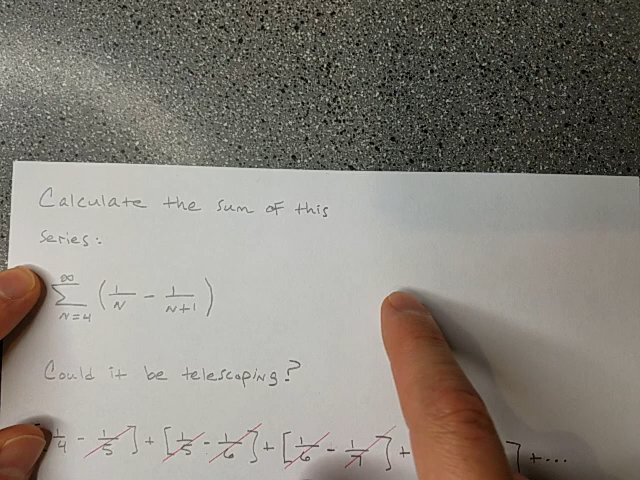 Calculate the sum of this
series:
∞
∑ (1/N - 1/(N+1))
N=4
Could it be telescoping?
1/4 - 1/5] + [1/5 - 1/6] + [1/6 - 1/7] + ] + ...